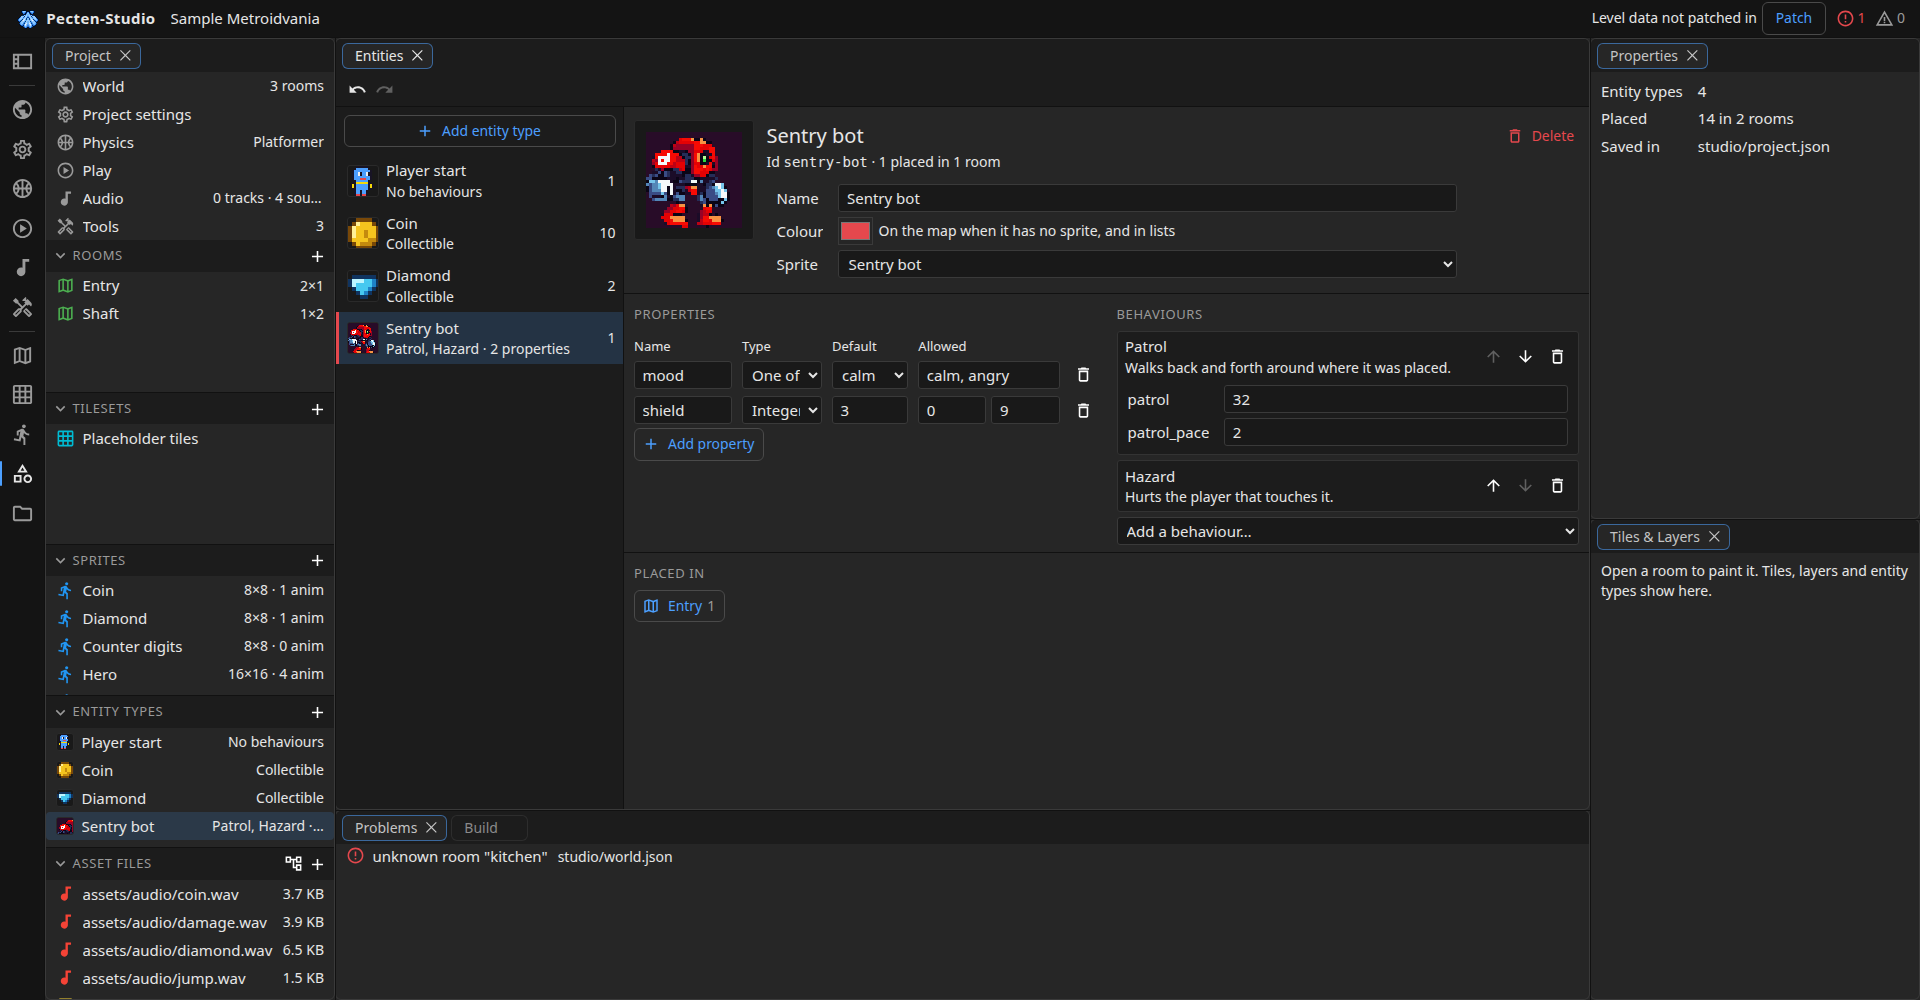 Pecten-Studio Sample Metroidvania
Level data not patched in Patch 1 0
Project
World 3 rooms
Project settings
Physics Platformer
Play
Audio 0 tracks · 4 sou...
Tools 3
ROOMS
Entry 2×1
Shaft 1×2
TILESETS
Placeholder tiles
SPRITES
Coin 8×8 · 1 anim
Diamond 8×8 · 1 anim
Counter digits 8×8 · 0 anim
Hero 16×16 · 4 anim
ENTITY TYPES
Player start No behaviours
Coin Collectible
Diamond Collectible
Sentry bot Patrol, Hazard ·...
ASSET FILES
assets/audio/coin.wav 3.7 KB
assets/audio/damage.wav 3.9 KB
assets/audio/diamond.wav 6.5 KB
assets/audio/jump.wav 1.5 KB
Entities
Add entity type
Player start
No behaviours
1
Coin
Collectible
10
Diamond
Collectible
2
Sentry bot
Patrol, Hazard · 2 properties
1
Sentry bot
Delete
Id sentry-bot · 1 placed in 1 room
Name Sentry bot
Colour On the map when it has no sprite, and in lists
Sprite Sentry bot
PROPERTIES
Name Type Default Allowed
mood One of calm calm, angry
shield Integer 3 0 9
Add property
BEHAVIOURS
Patrol
Walks back and forth around where it was placed.
patrol 32
patrol_pace 2
Hazard
Hurts the player that touches it.
Add a behaviour...
PLACED IN
Entry 1
Problems Build
unknown room "kitchen" studio/world.json
Properties
Entity types 4
Placed 14 in 2 rooms
Saved in studio/project.json
Tiles & Layers
Open a room to paint it. Tiles, layers and entity
types show here.